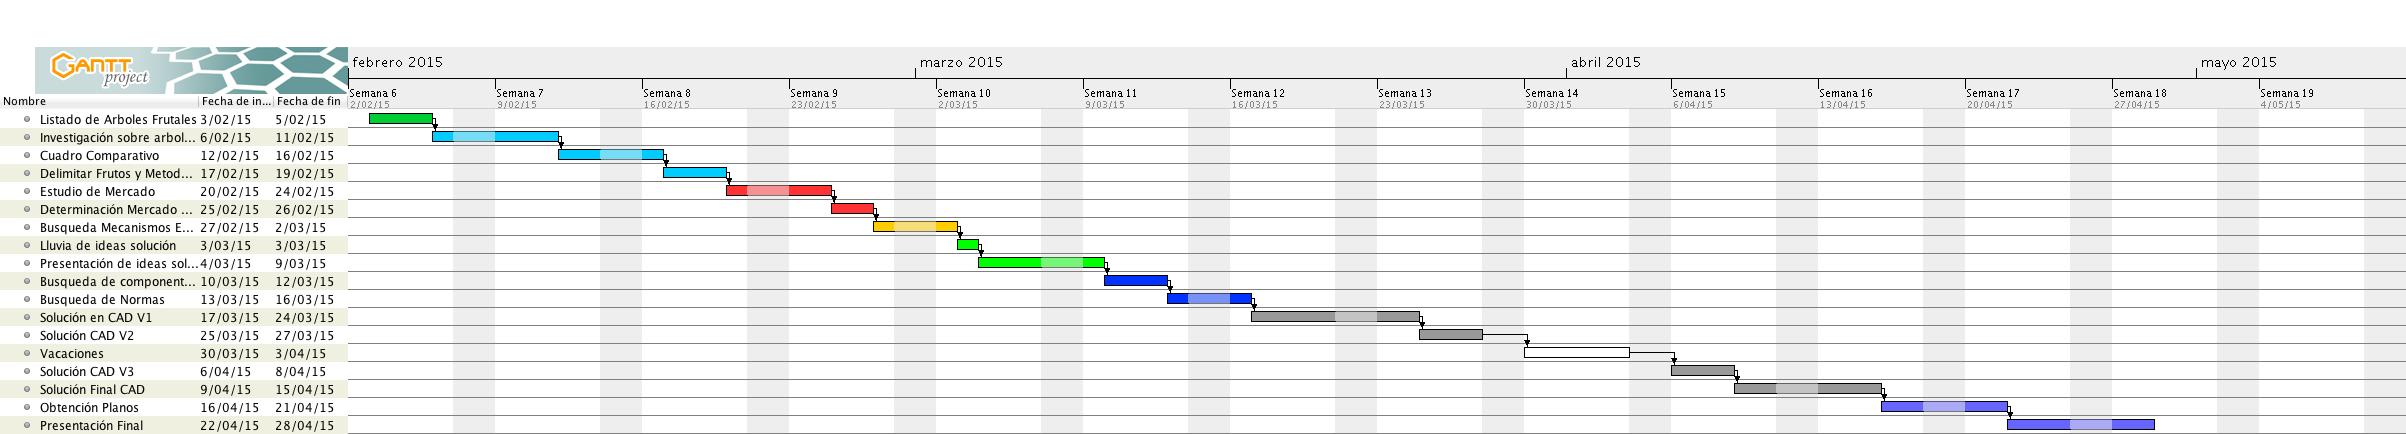 GANTT project
febrero 2015 marzo 2015 abril 2015 mayo 2015
Semana 6 Semana 7 Semana 8 Semana 9 Semana 10 Semana 11 Semana 12 Semana 13 Semana 14 Semana 15 Semana 16 Semana 17 Semana 18 Semana 19
2/02/15 9/02/15 16/02/15 23/02/15 2/03/15 9/03/15 16/03/15 23/03/15 30/03/15 6/04/15 13/04/15 20/04/15 27/04/15 4/05/15
Nombre Fecha de in... Fecha de fin
Listado de Arboles Frutales 3/02/15 5/02/15
Investigación sobre arbol... 6/02/15 11/02/15
Cuadro Comparativo 12/02/15 16/02/15
Delimitar Frutos y Metod... 17/02/15 19/02/15
Estudio de Mercado 20/02/15 24/02/15
Determinación Mercado ... 25/02/15 26/02/15
Busqueda Mecanismos E... 27/02/15 2/03/15
Lluvia de ideas solución 3/03/15 3/03/15
Presentación de ideas sol... 4/03/15 9/03/15
Busqueda de component... 10/03/15 12/03/15
Busqueda de Normas 13/03/15 16/03/15
Solución en CAD V1 17/03/15 24/03/15
Solución CAD V2 25/03/15 27/03/15
Vacaciones 30/03/15 3/04/15
Solución CAD V3 6/04/15 8/04/15
Solución Final CAD 9/04/15 15/04/15
Obtención Planos 16/04/15 21/04/15
Presentación Final 22/04/15 28/04/15